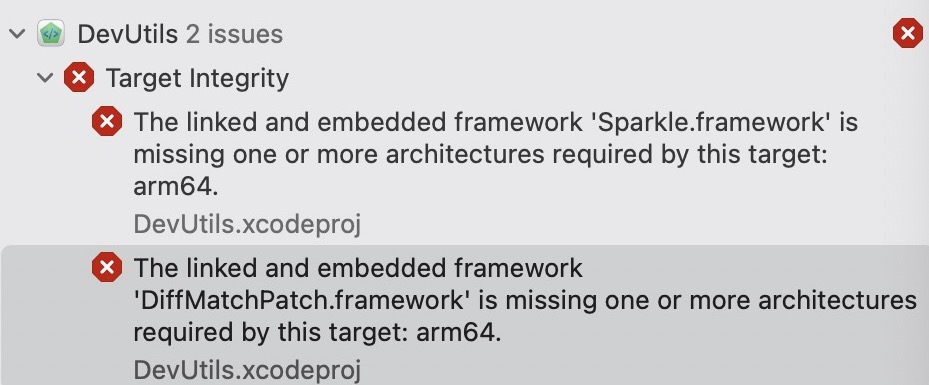 DevUtils 2 issues
Target Integrity
The linked and embedded framework 'Sparkle.framework' is
missing one or more architectures required by this target:
arm64.
DevUtils.xcodeproj
The linked and embedded framework
'DiffMatchPatch.framework' is missing one or more architectures
required by this target: arm64.
DevUtils.xcodeproj